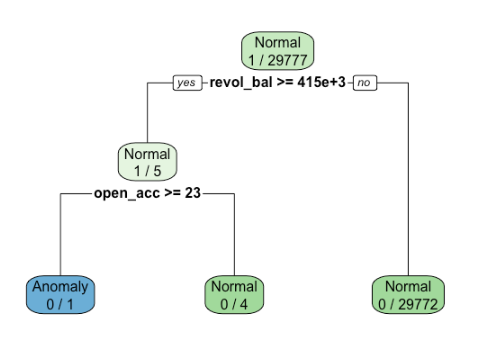 Normal
1 / 29777
yes revol_bal >= 415e+3 no
Normal
1 / 5
open_acc >= 23
Anomaly
0 / 1
Normal
0 / 4
Normal
0 / 29772